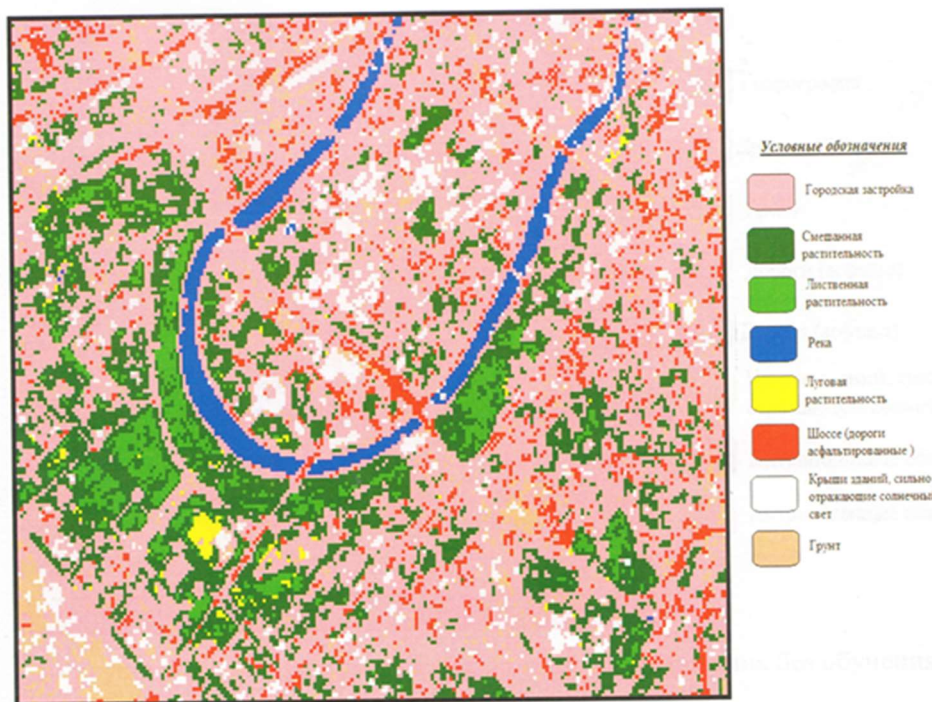 Условные обозначения
Городская застройка
Смешанная
растительность
Лиственная
растительность
Река
Луговая
растительность
Шоссе (дороги
асфальтированные )
Крыши зданий, сильно
отражающие солнечны
свет
Грунт